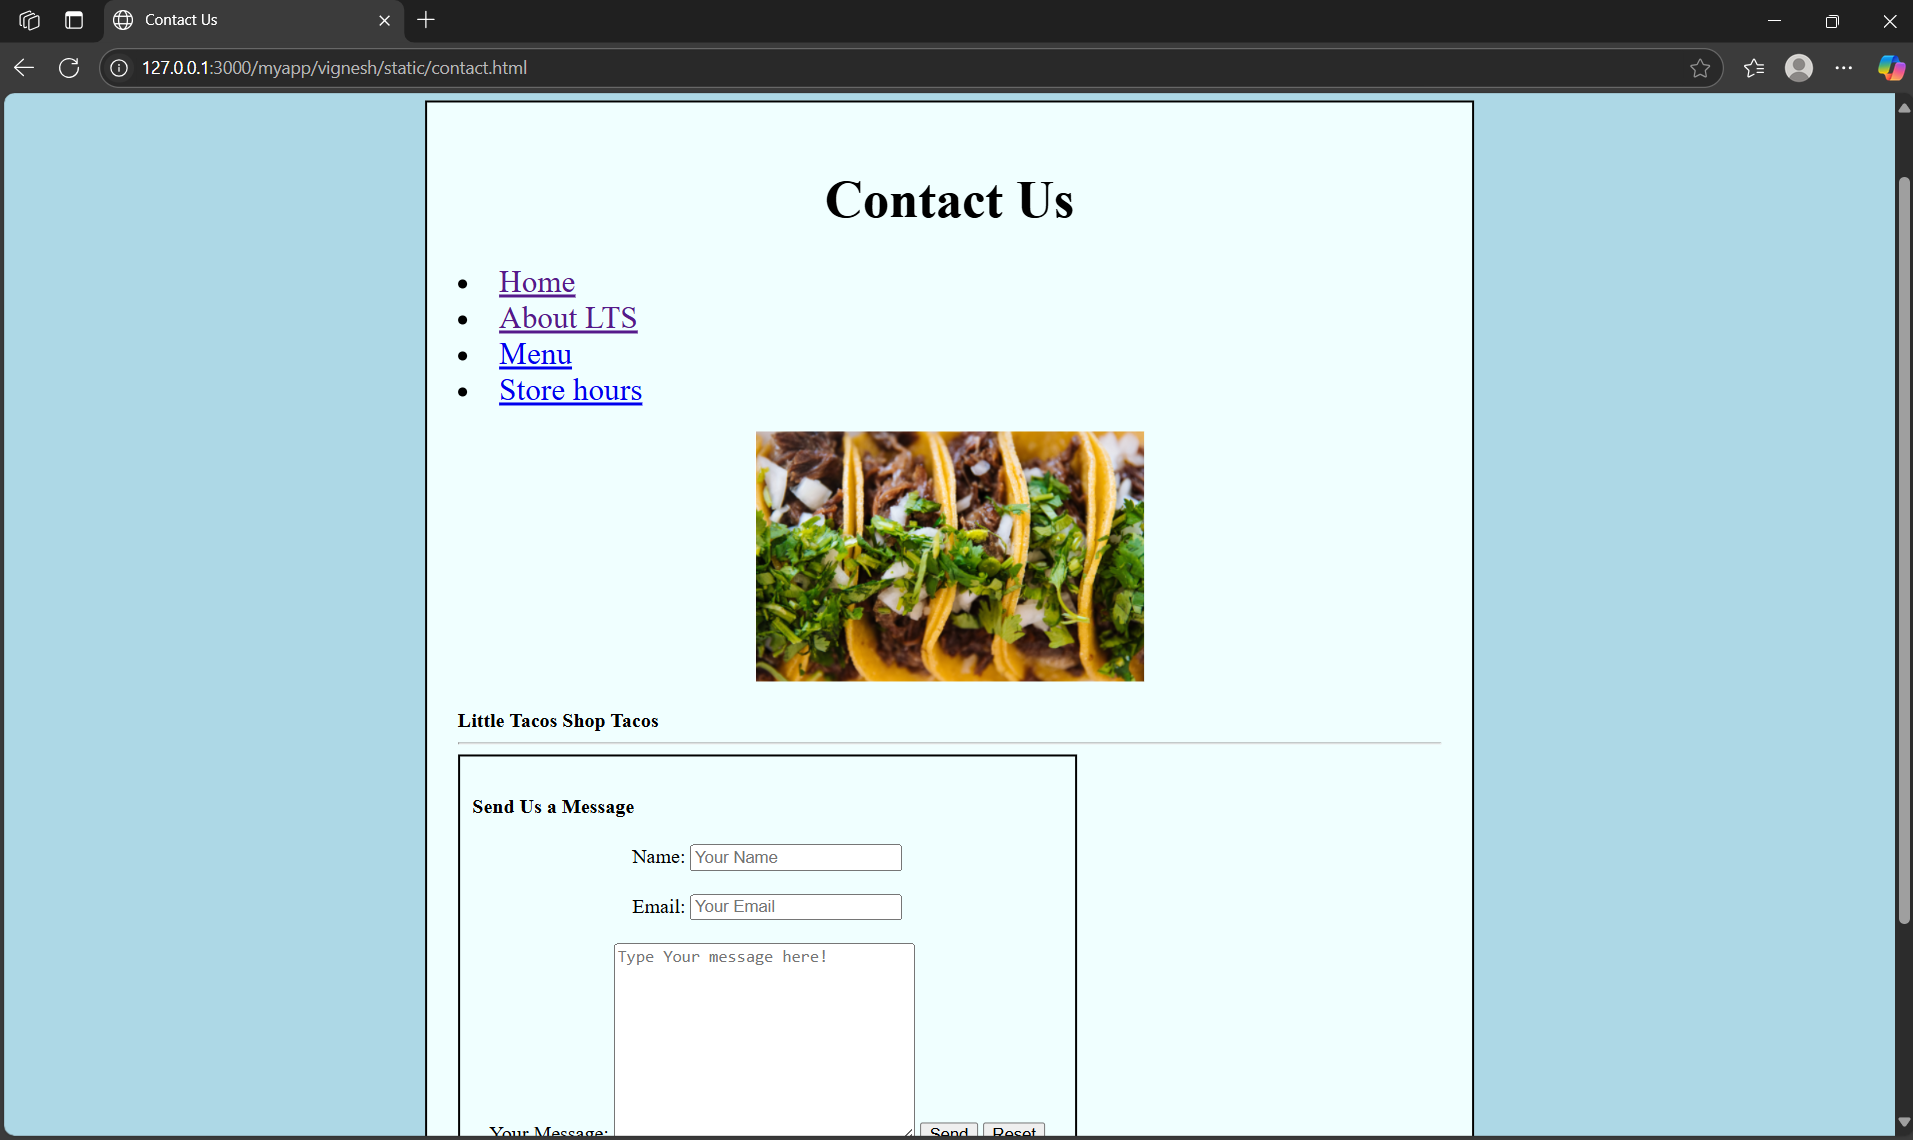 Contact Us
127.0.0.1:3000/myapp/vignesh/static/contact.html
Contact Us
Home
About LTS
Menu
Store hours
Little Tacos Shop Tacos
Send Us a Message
Name: Your Name
Email: Your Email
Type Your message here!
Your Message: Send Reset